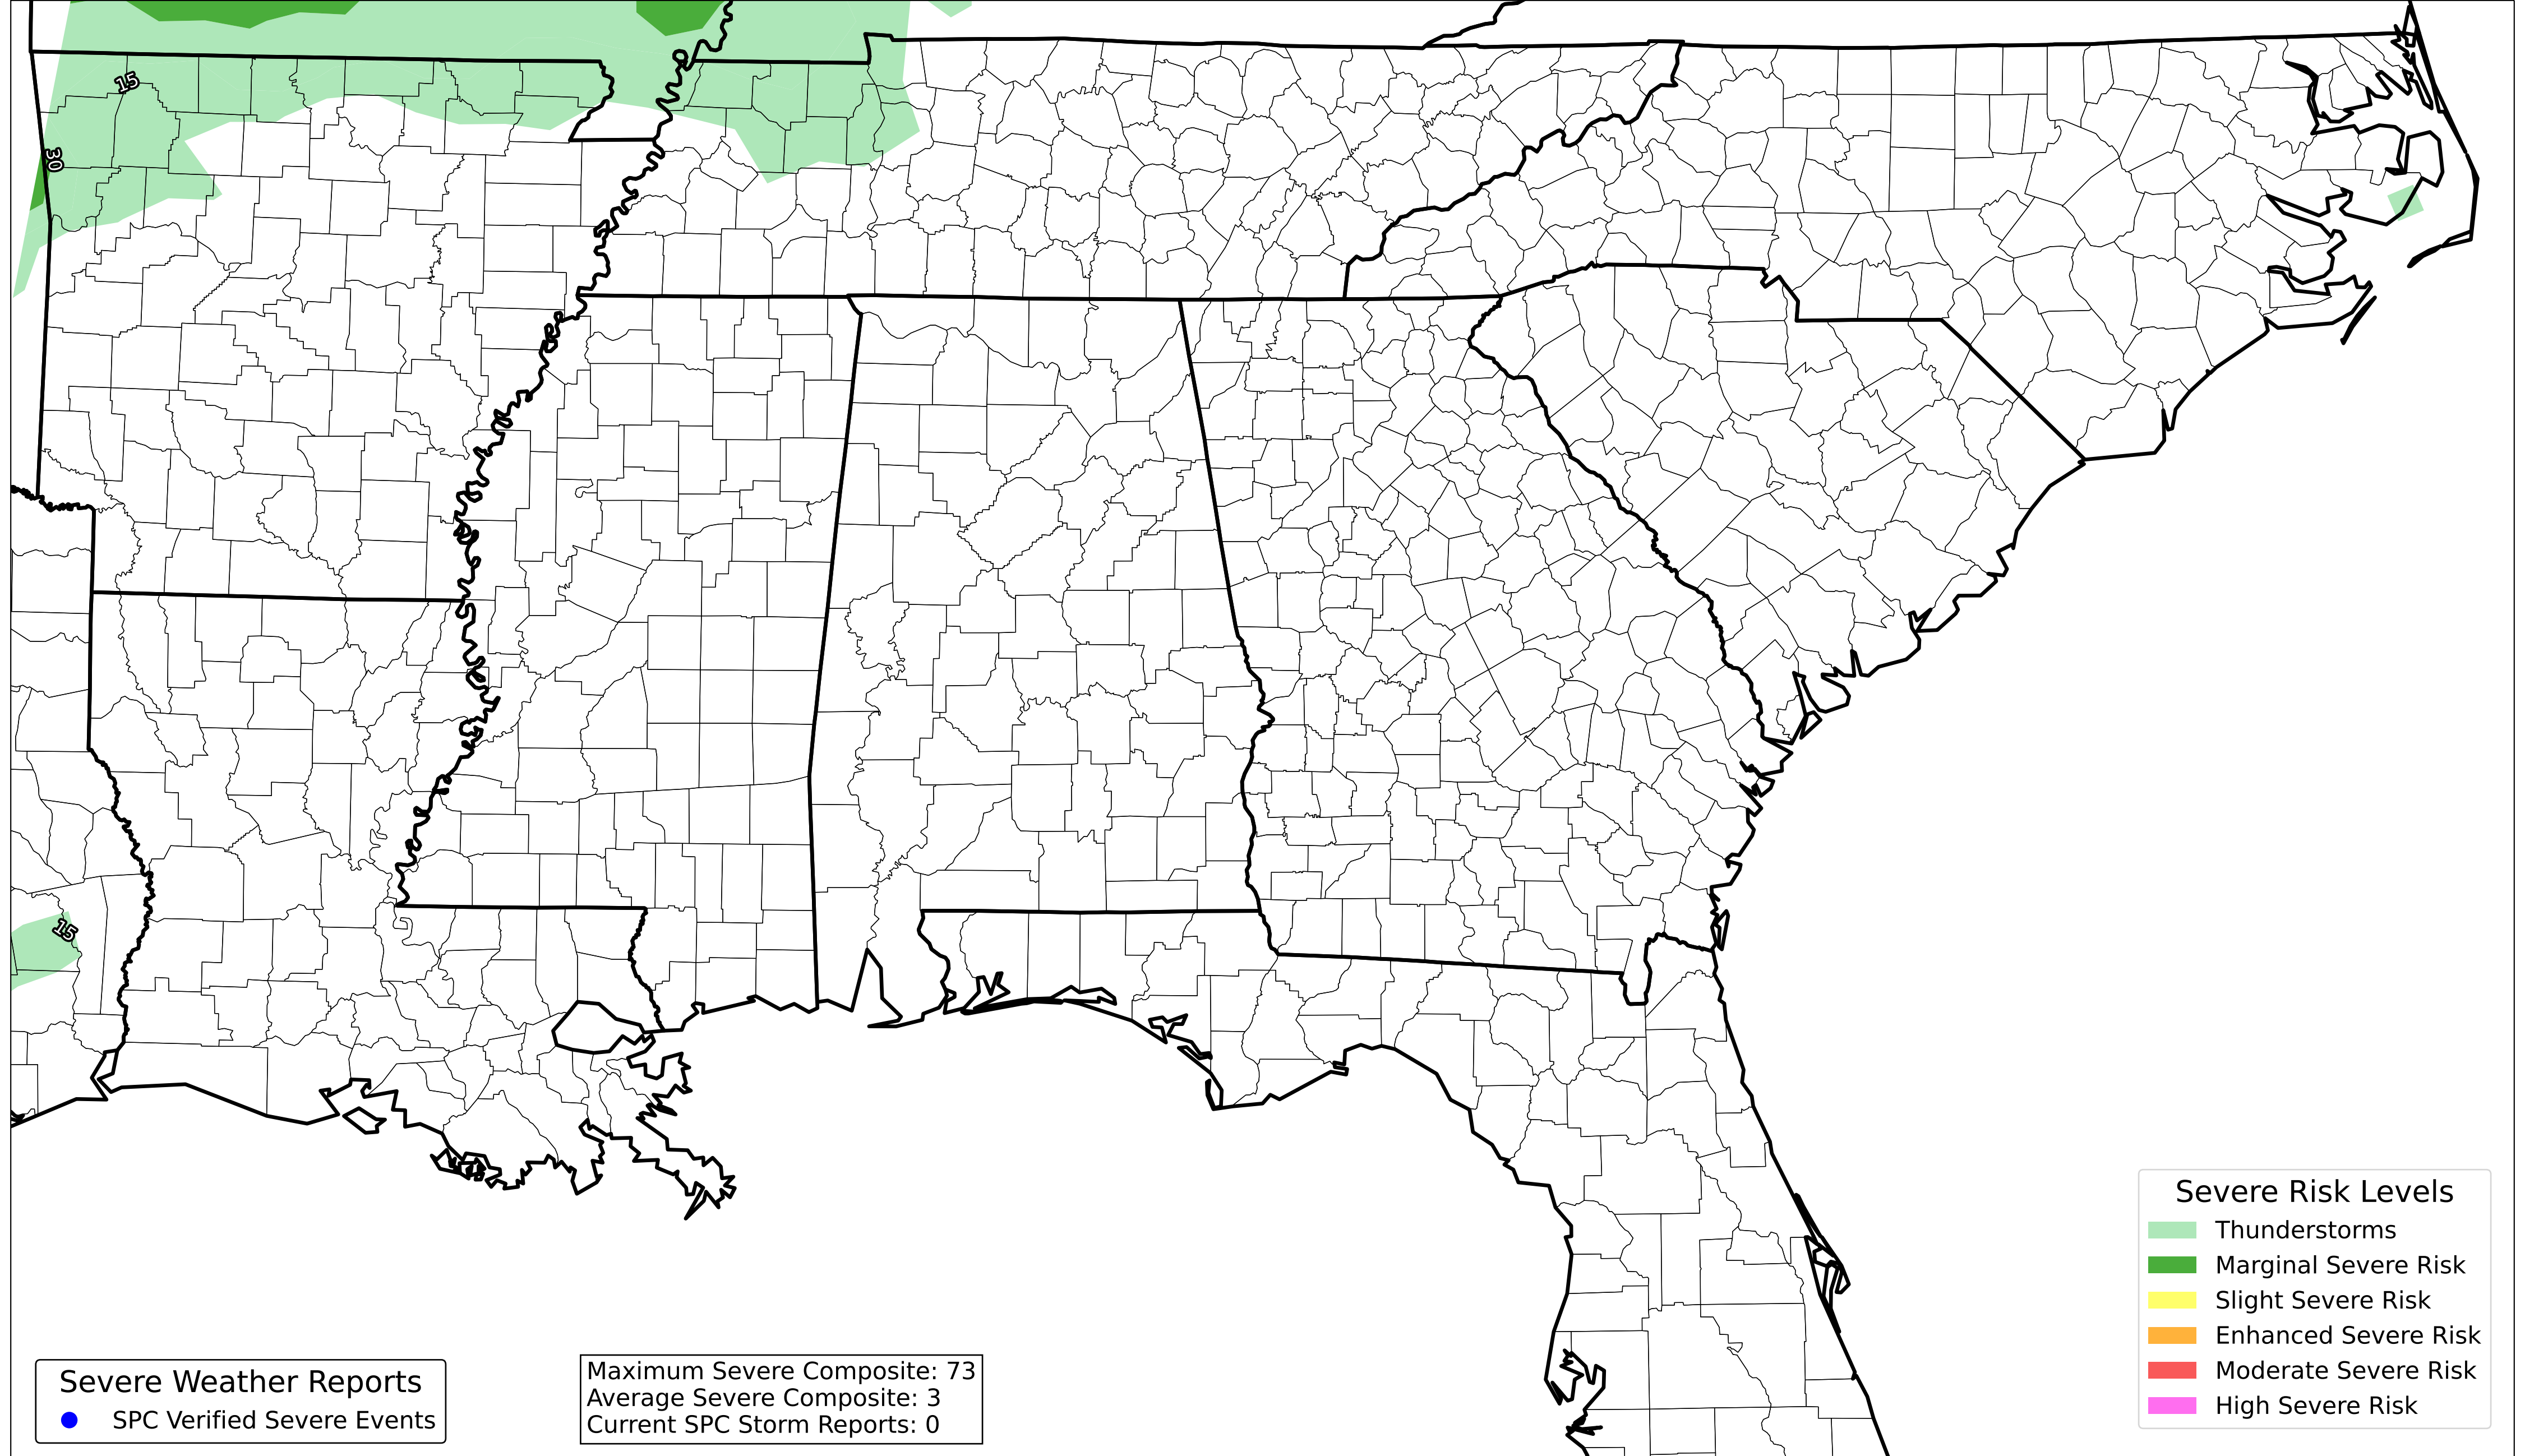 15
30
15
Severe Risk Levels
Thunderstorms
Marginal Severe Risk
Slight Severe Risk
Enhanced Severe Risk
Moderate Severe Risk
High Severe Risk
Severe Weather Reports
SPC Verified Severe Events
Maximum Severe Composite: 73
Average Severe Composite: 3
Current SPC Storm Reports: 0